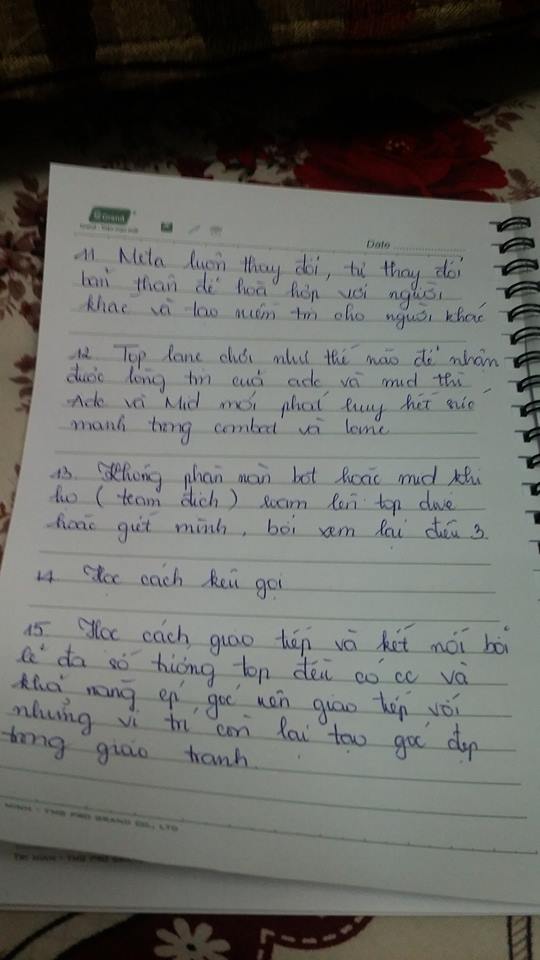 Grand
Date
11 Meta luôn thay đổi, tự thay đổi
bản thân để hoà hợp với người
khác và tạo niềm tin cho người khác
12 Top lane chơi như thế nào để nhận
được lòng tin của adc và mid thì
Adc và Mid mới phát huy hết sức
mạnh trong combat và
13. Không phàn nàn bot hoặc mid khi
họ ( team địch ) roam lên top dive
hoặc giết mình, bởi xem lại điều 3.
14 Học cách kêu gọi
15 Học cách giao tiếp và kết nối bởi
lẽ đa số tướng top đều có cc và
khả năng ép góc nên giao tiếp với
những vị trí còn lại tạo góc đẹp
trong giao tranh